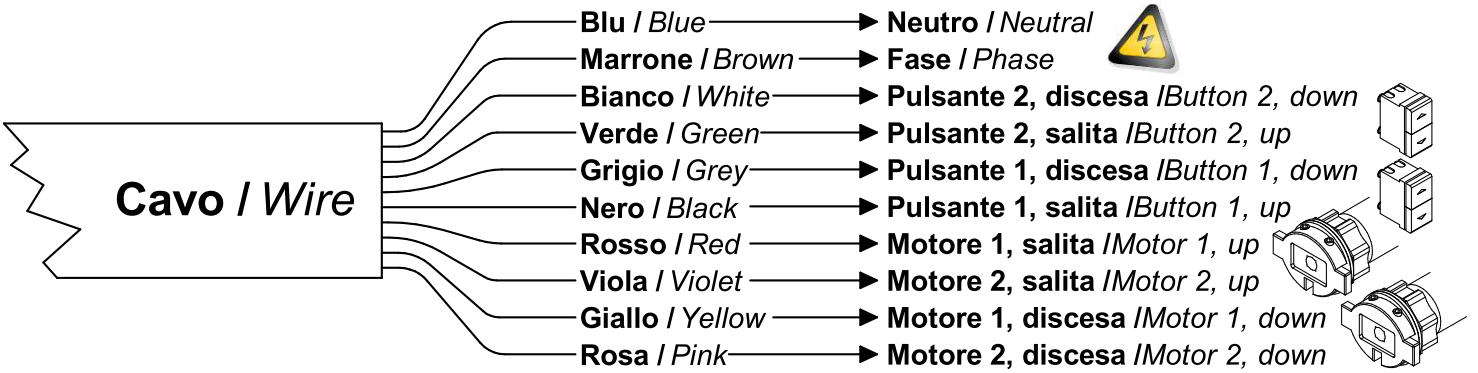 Blu / Blue Neutro / Neutral
Marrone / Brown Fase / Phase
Bianco / White Pulsante 2, discesa /Button 2, down
Verde / Green Pulsante 2, salita /Button 2, up
Grigio / Grey Pulsante 1, discesa /Button 1, down
Cavo / Wire
Nero / Black Pulsante 1, salita /Button 1, up
Rosso / Red Motore 1, salita /Motor 1, up
Viola / Violet Motore 2, salita /Motor 2, up
Giallo / Yellow Motore 1, discesa /Motor 1, down
Rosa / Pink Motore 2, discesa /Motor 2, down